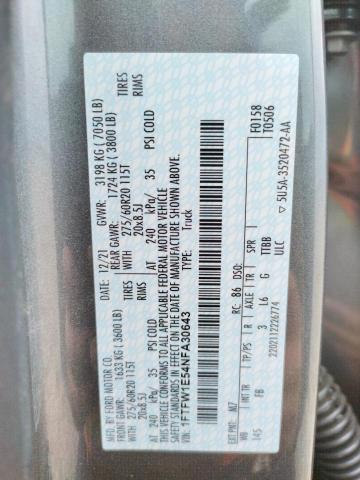 MFD. BY FORD MOTOR CO.
12/21 GVWR: 3198 KG ( 7050 LB)
FRONT GAWR: 1633 KG ( 3600 LB) REAR GAWR: 1724 KG ( 3800 LB)
WITH 275/60R20 115T TIRES WITH 275/60R20 115T TIRES
20x8.5J RIMS 20x8.5J RIMS
AT 240 kPa/ 35 PSI COLD AT 240 kPa/ 35 PSI COLD
THIS VEHICLE CONFORMS TO ALL APPLICABLE FEDERAL MOTOR VEHICLE
SAFETY STANDARDS IN EFFECT ON THE DATE OF MANUFACTURE SHOWN ABOVE.
VIN: 1FTFW1E54NFA30643
TYPE: Truck
F0158
T0506
EXT PNT: M7 RC: 86 DSO:
WB TP/PS R AXLE TR SPR
145 FB 3 L6 G TTBB
2202112226774 ULC
▽ 5U5A-3520472-AA